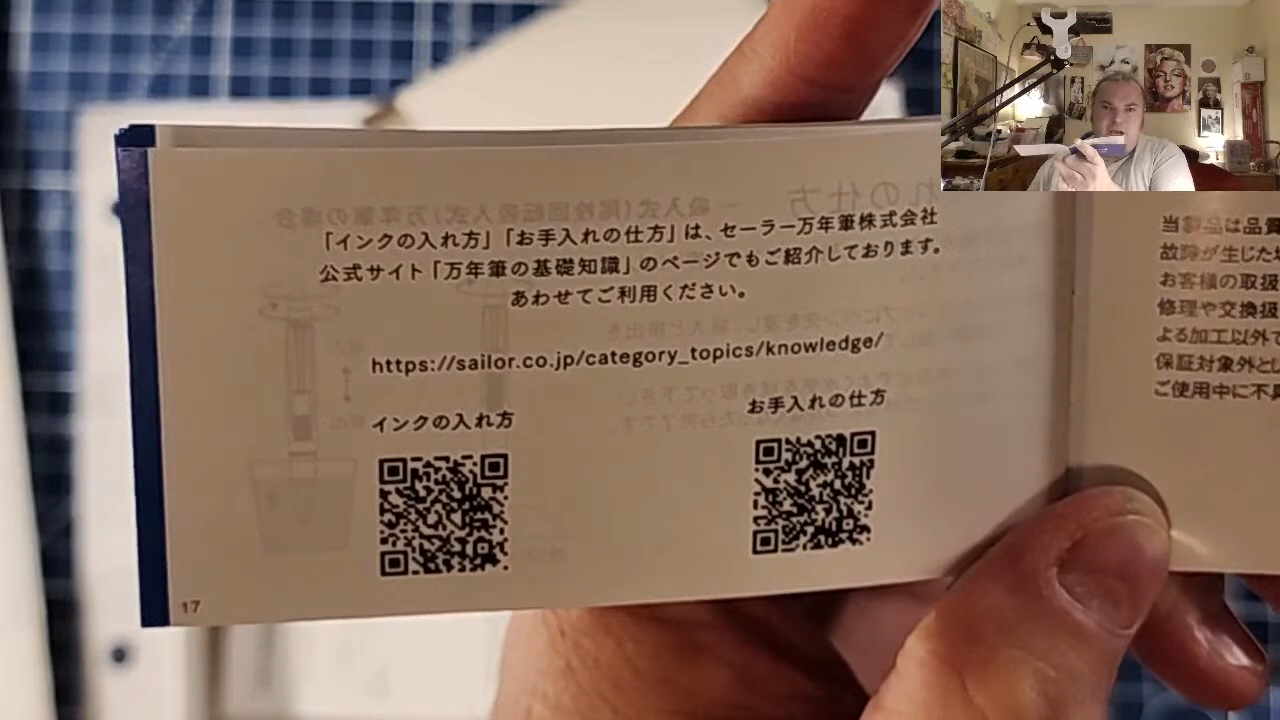 「インクの入れ方」「お手入れの仕方」は、セーラー万年筆株式会社
公式サイト「万年筆の基礎知識」のページでもご紹介しております。
あわせてご利用ください。
https://sailor.co.jp/category_topics/knowledge/
インクの入れ方
お手入れの仕方
17
当製品は品質
故障が生じた
お客様の取扱
修理や交換扱
よる加工以外で
保証対象外とし
ご使用中に不具